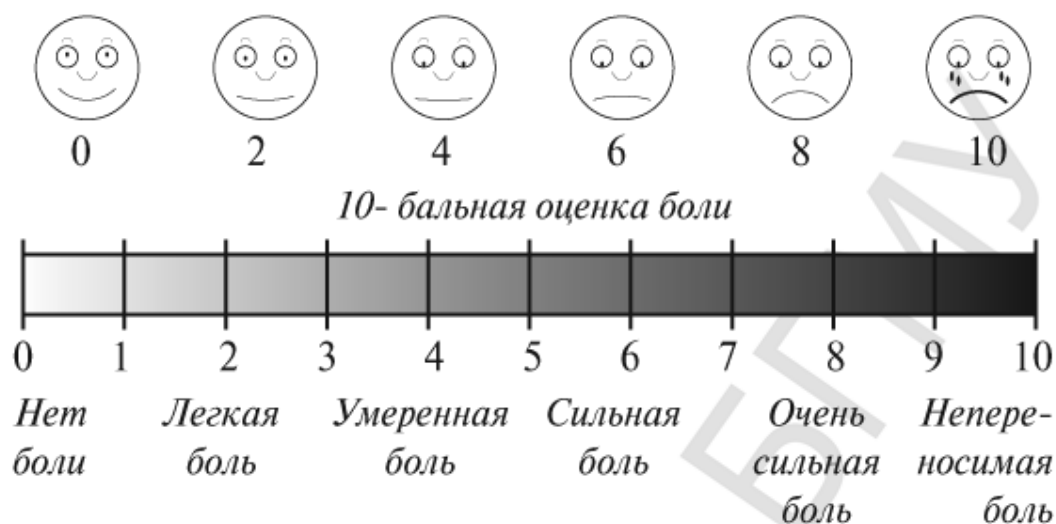 0 2 4 6 8 10
10- бальная оценка боли
0 1 2 3 4 5 6 7 8 9 10
Нет Легкая Умеренная Сильная Очень Непере-
боли боль боль боль сильная носимая
боль боль
БГМУ